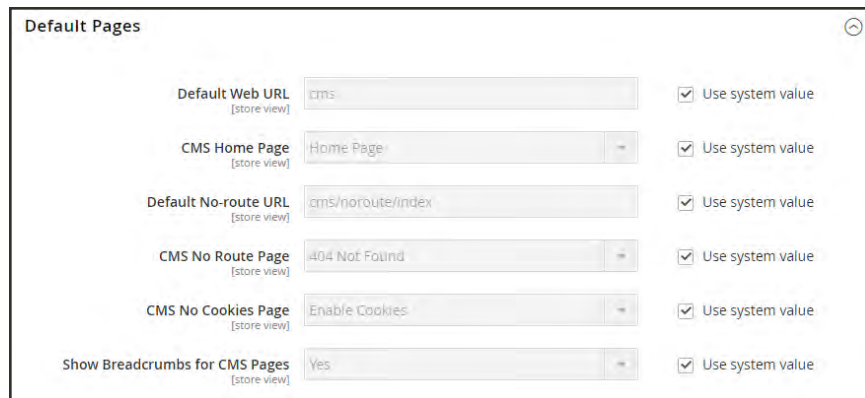 Default Pages
Default Web URL cms Use system value
[store view]
CMS Home Page Home Page Use system value
[store view]
Default No-route URL cms/noroute/index Use system value
[store view]
CMS No Route Page 404 Not Found Use system value
[store view]
CMS No Cookies Page Enable Cookies Use system value
[store view]
Show Breadcrumbs for CMS Pages Yes Use system value
[store view]